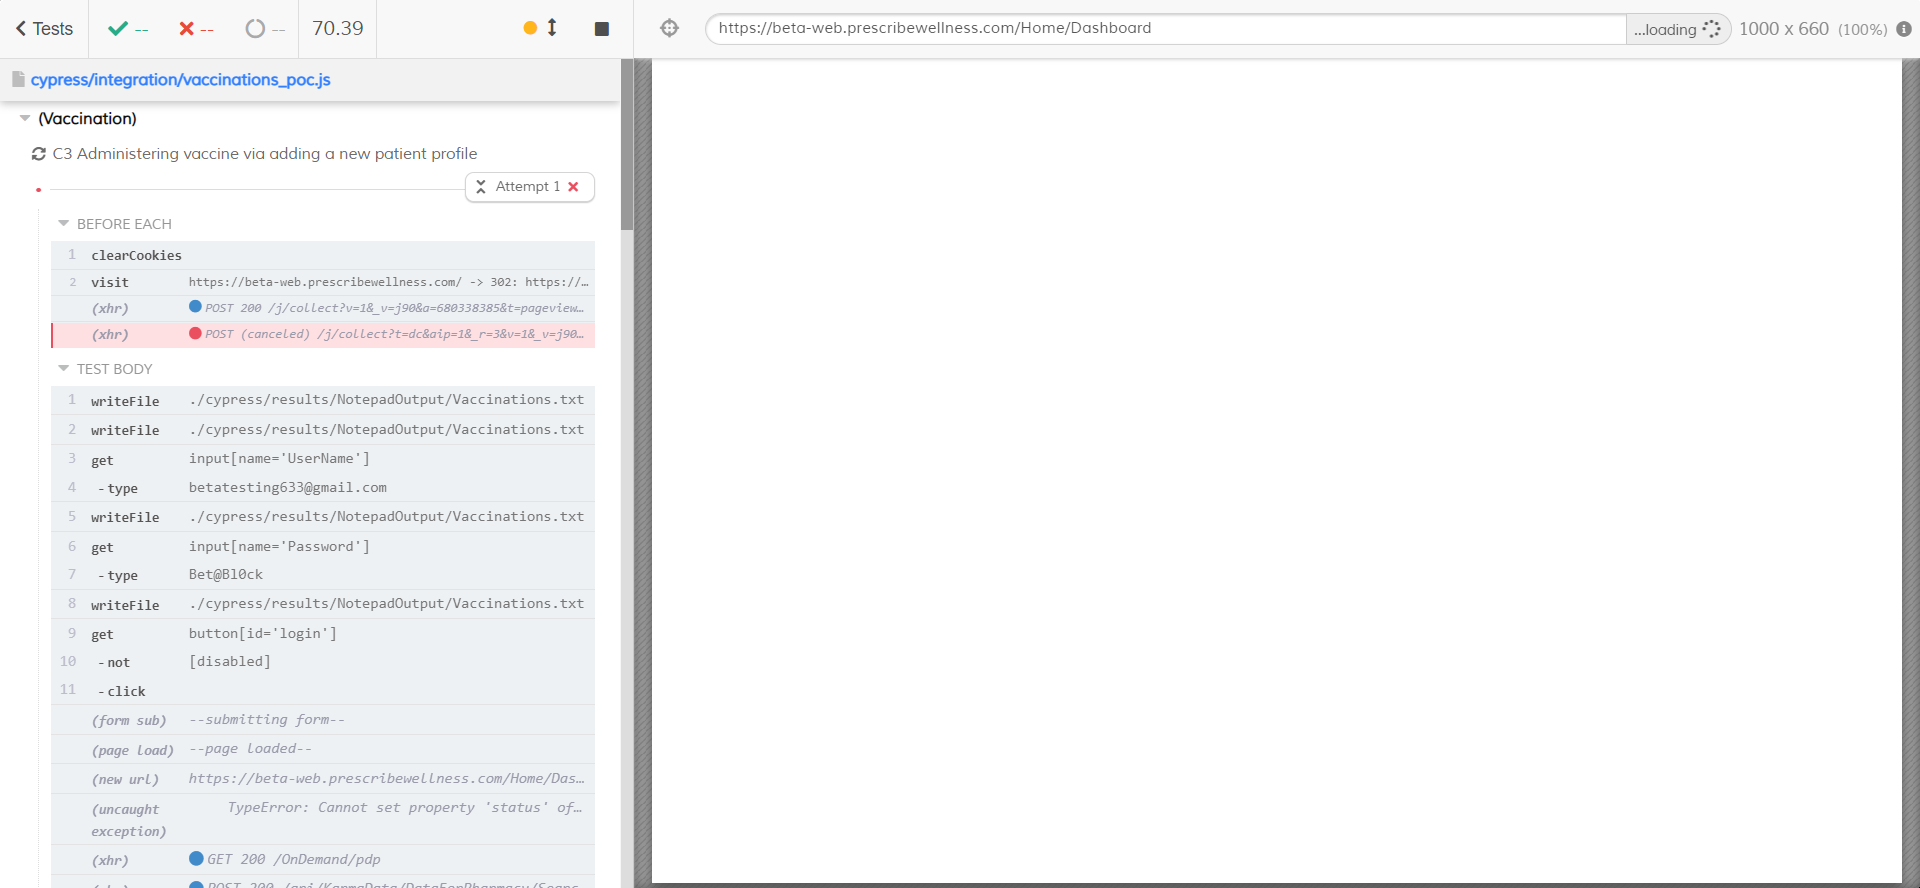 Tests -- -- -- 70.39
https://beta-web.prescribewellness.com/Home/Dashboard ...loading 1000 x 660 (100%)
cypress/integration/vaccinations_poc.js
(Vaccination)
C3 Administering vaccine via adding a new patient profile
Attempt 1
BEFORE EACH
1 clearCookies
2 visit https://beta-web.prescribewellness.com/ -> 302: https://…
(xhr) POST 200 /j/collect?v=1&_v=j90&a=680338385&t=pageview…
(xhr) POST (canceled) /j/collect?t=dc&aip=1&_r=3&v=1&_v=j90…
TEST BODY
1 writeFile ./cypress/results/NotepadOutput/Vaccinations.txt
2 writeFile ./cypress/results/NotepadOutput/Vaccinations.txt
3 get input[name='UserName']
4 -type betatesting633@gmail.com
5 writeFile ./cypress/results/NotepadOutput/Vaccinations.txt
6 get input[name='Password']
7 -type Bet@Bl0ck
8 writeFile ./cypress/results/NotepadOutput/Vaccinations.txt
9 get button[id='login']
10 -not [disabled]
11 -click
(form sub) --submitting form--
(page load) --page loaded--
(new url) https://beta-web.prescribewellness.com/Home/Das…
(uncaught exception) TypeError: Cannot set property 'status' of…
(xhr) GET 200 /OnDemand/pdp